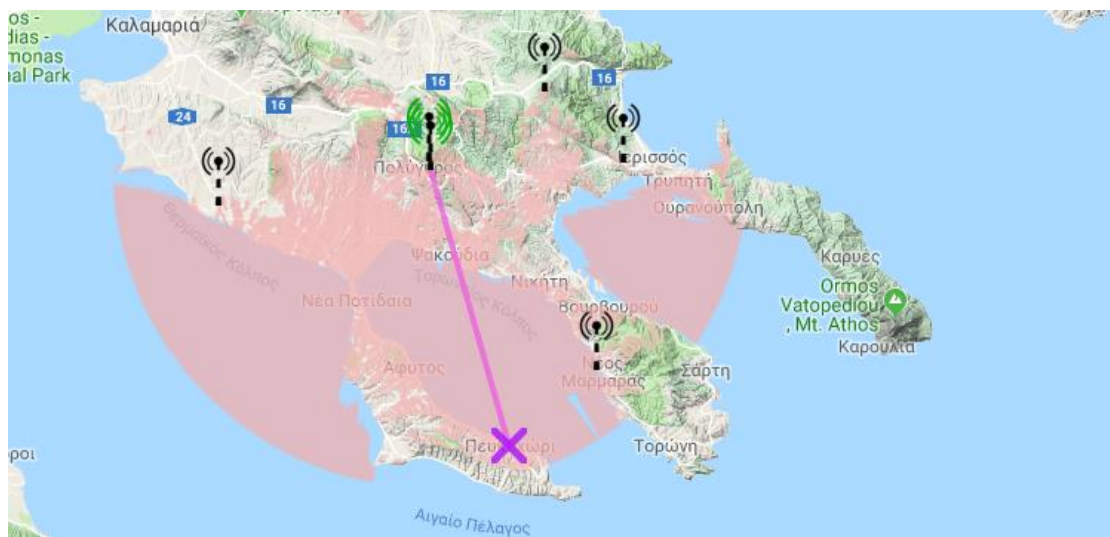 Καλαμαριά
os -
dias -
monas
nal Park
16
16
24
16
16
Πολύγυρος
Ιερισσός
Τρυπητή
Ουρανούπολη
Θερμαϊκός Κόλπος
Ψακούδια
Τορωναίος Κόλπος
Νικήτη
Καρυές
Ormos
Vatopediou
, Mt. Athos
Νέα Ποτίδαια
Βουρβουρού
Καρούλια
Άφυτος
Νέος
Μαρμαράς
Σάρτη
Πευκοχώρι
Τορώνη
ροι
Αιγαίο Πέλαγος